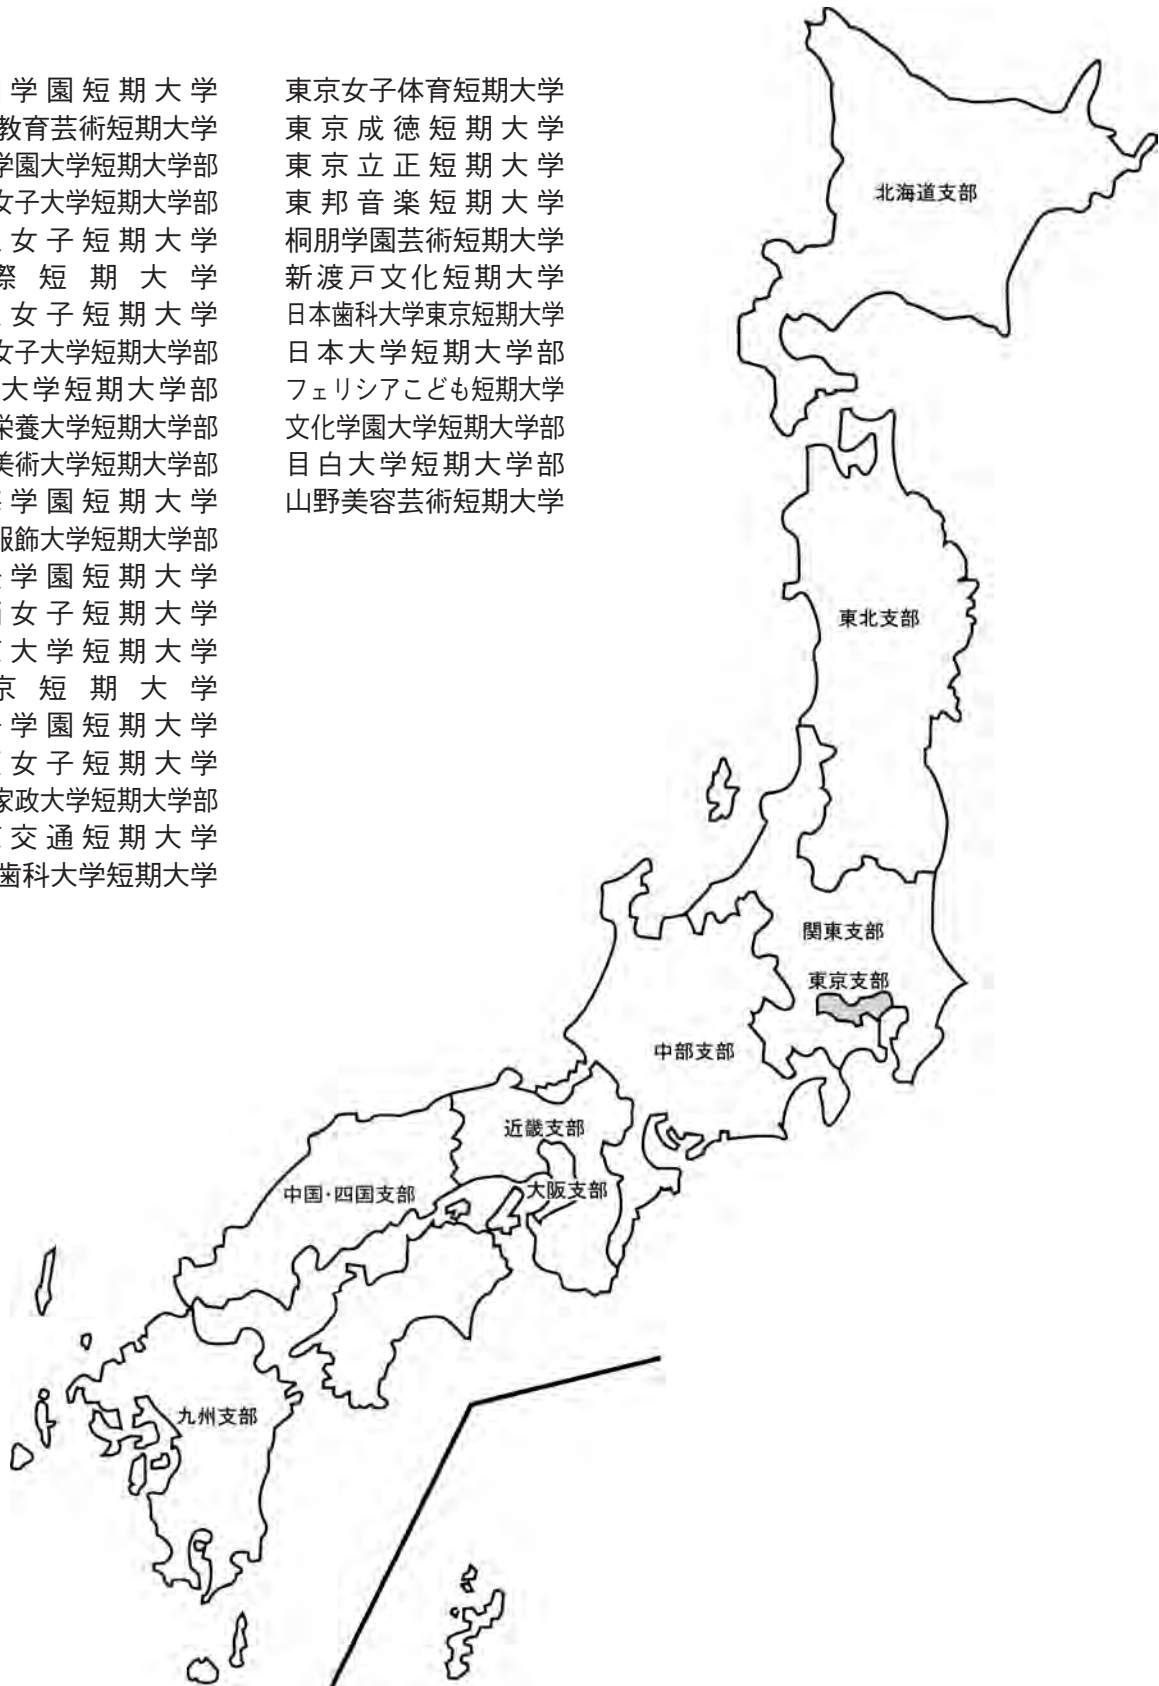 学園短期大学
教育芸術短期大学
学園大学短期大学部
女子大学短期大学部
女子短期大学
際短期大学
女子短期大学
女子大学短期大学部
大学短期大学部
栄養大学短期大学部
美術大学短期大学部
学園短期大学
服飾大学短期大学部
学園短期大学
女子短期大学
大学短期大学
京短期大学
学園短期大学
女子短期大学
家政大学短期大学部
交通短期大学
歯科大学短期大学
東京女子体育短期大学
東京成徳短期大学
東京立正短期大学
東邦音楽短期大学
桐朋学園芸術短期大学
新渡戸文化短期大学
日本歯科大学東京短期大学
日本大学短期大学部
フェリシアこども短期大学
文化学園大学短期大学部
目白大学短期大学部
山野美容芸術短期大学
北海道支部
東北支部
関東支部
東京支部
中部支部
近畿支部
大阪支部
中国・四国支部
九州支部